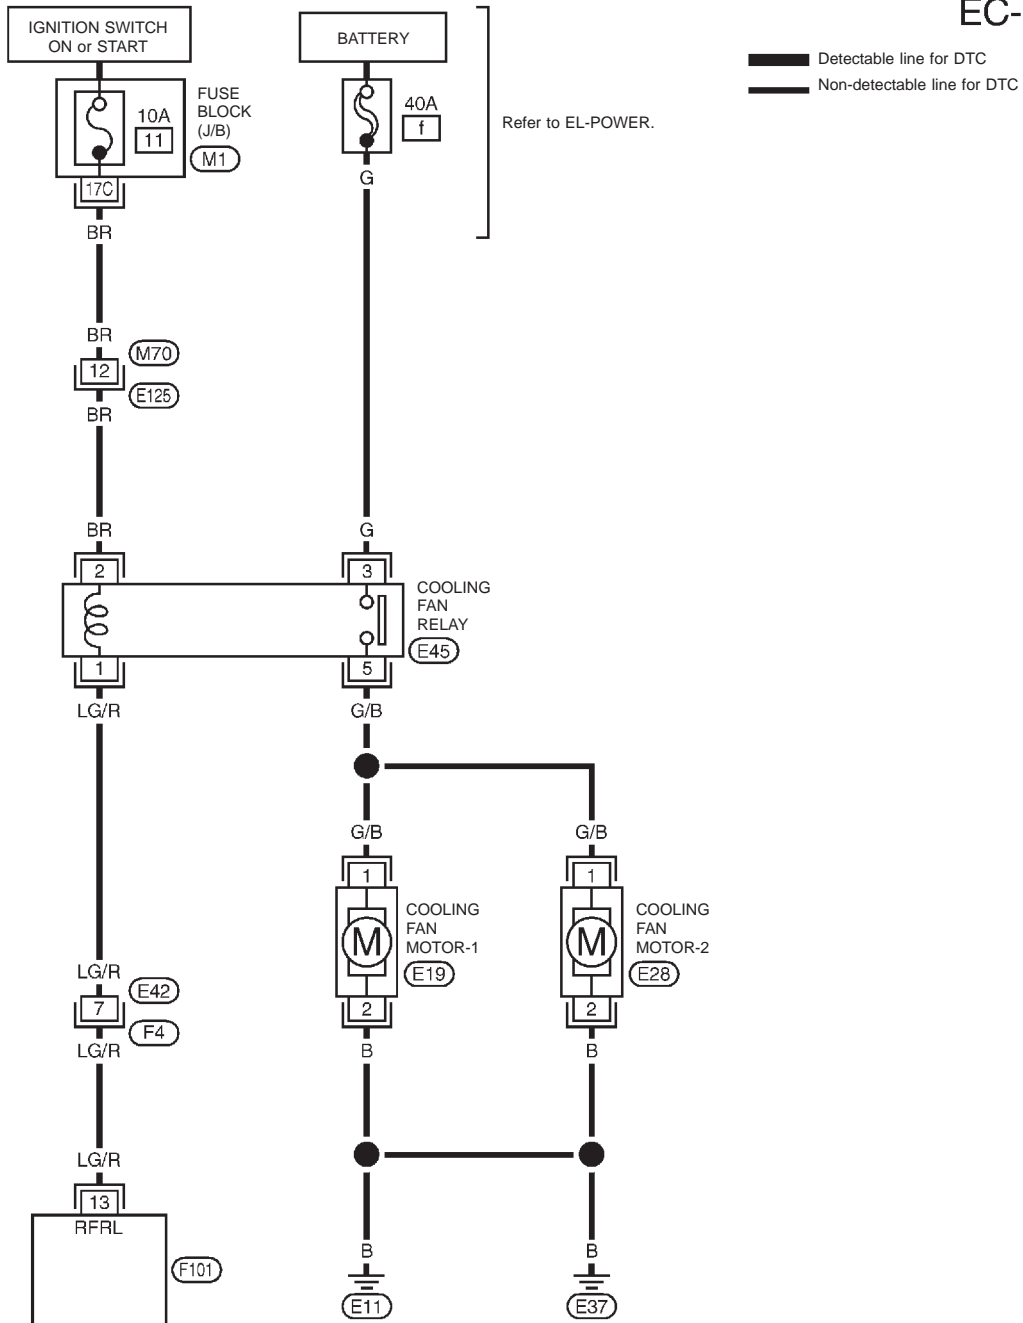 EC-
IGNITION SWITCH
ON or START
BATTERY
Detectable line for DTC
Non-detectable line for DTC
FUSE
BLOCK
(J/B)
M1
10A
11
40A
f
Refer to EL-POWER.
17C
G
BR
BR
M70
12
E125
BR
BR
G
2
3
COOLING
FAN
RELAY
E45
1
5
LG/R
G/B
G/B
G/B
1
1
COOLING
FAN
MOTOR-1
E19
M
COOLING
FAN
MOTOR-2
E28
M
LG/R
E42
7
F4
LG/R
2
2
B
B
LG/R
13
RFRL
F101
B
B
E11
E37